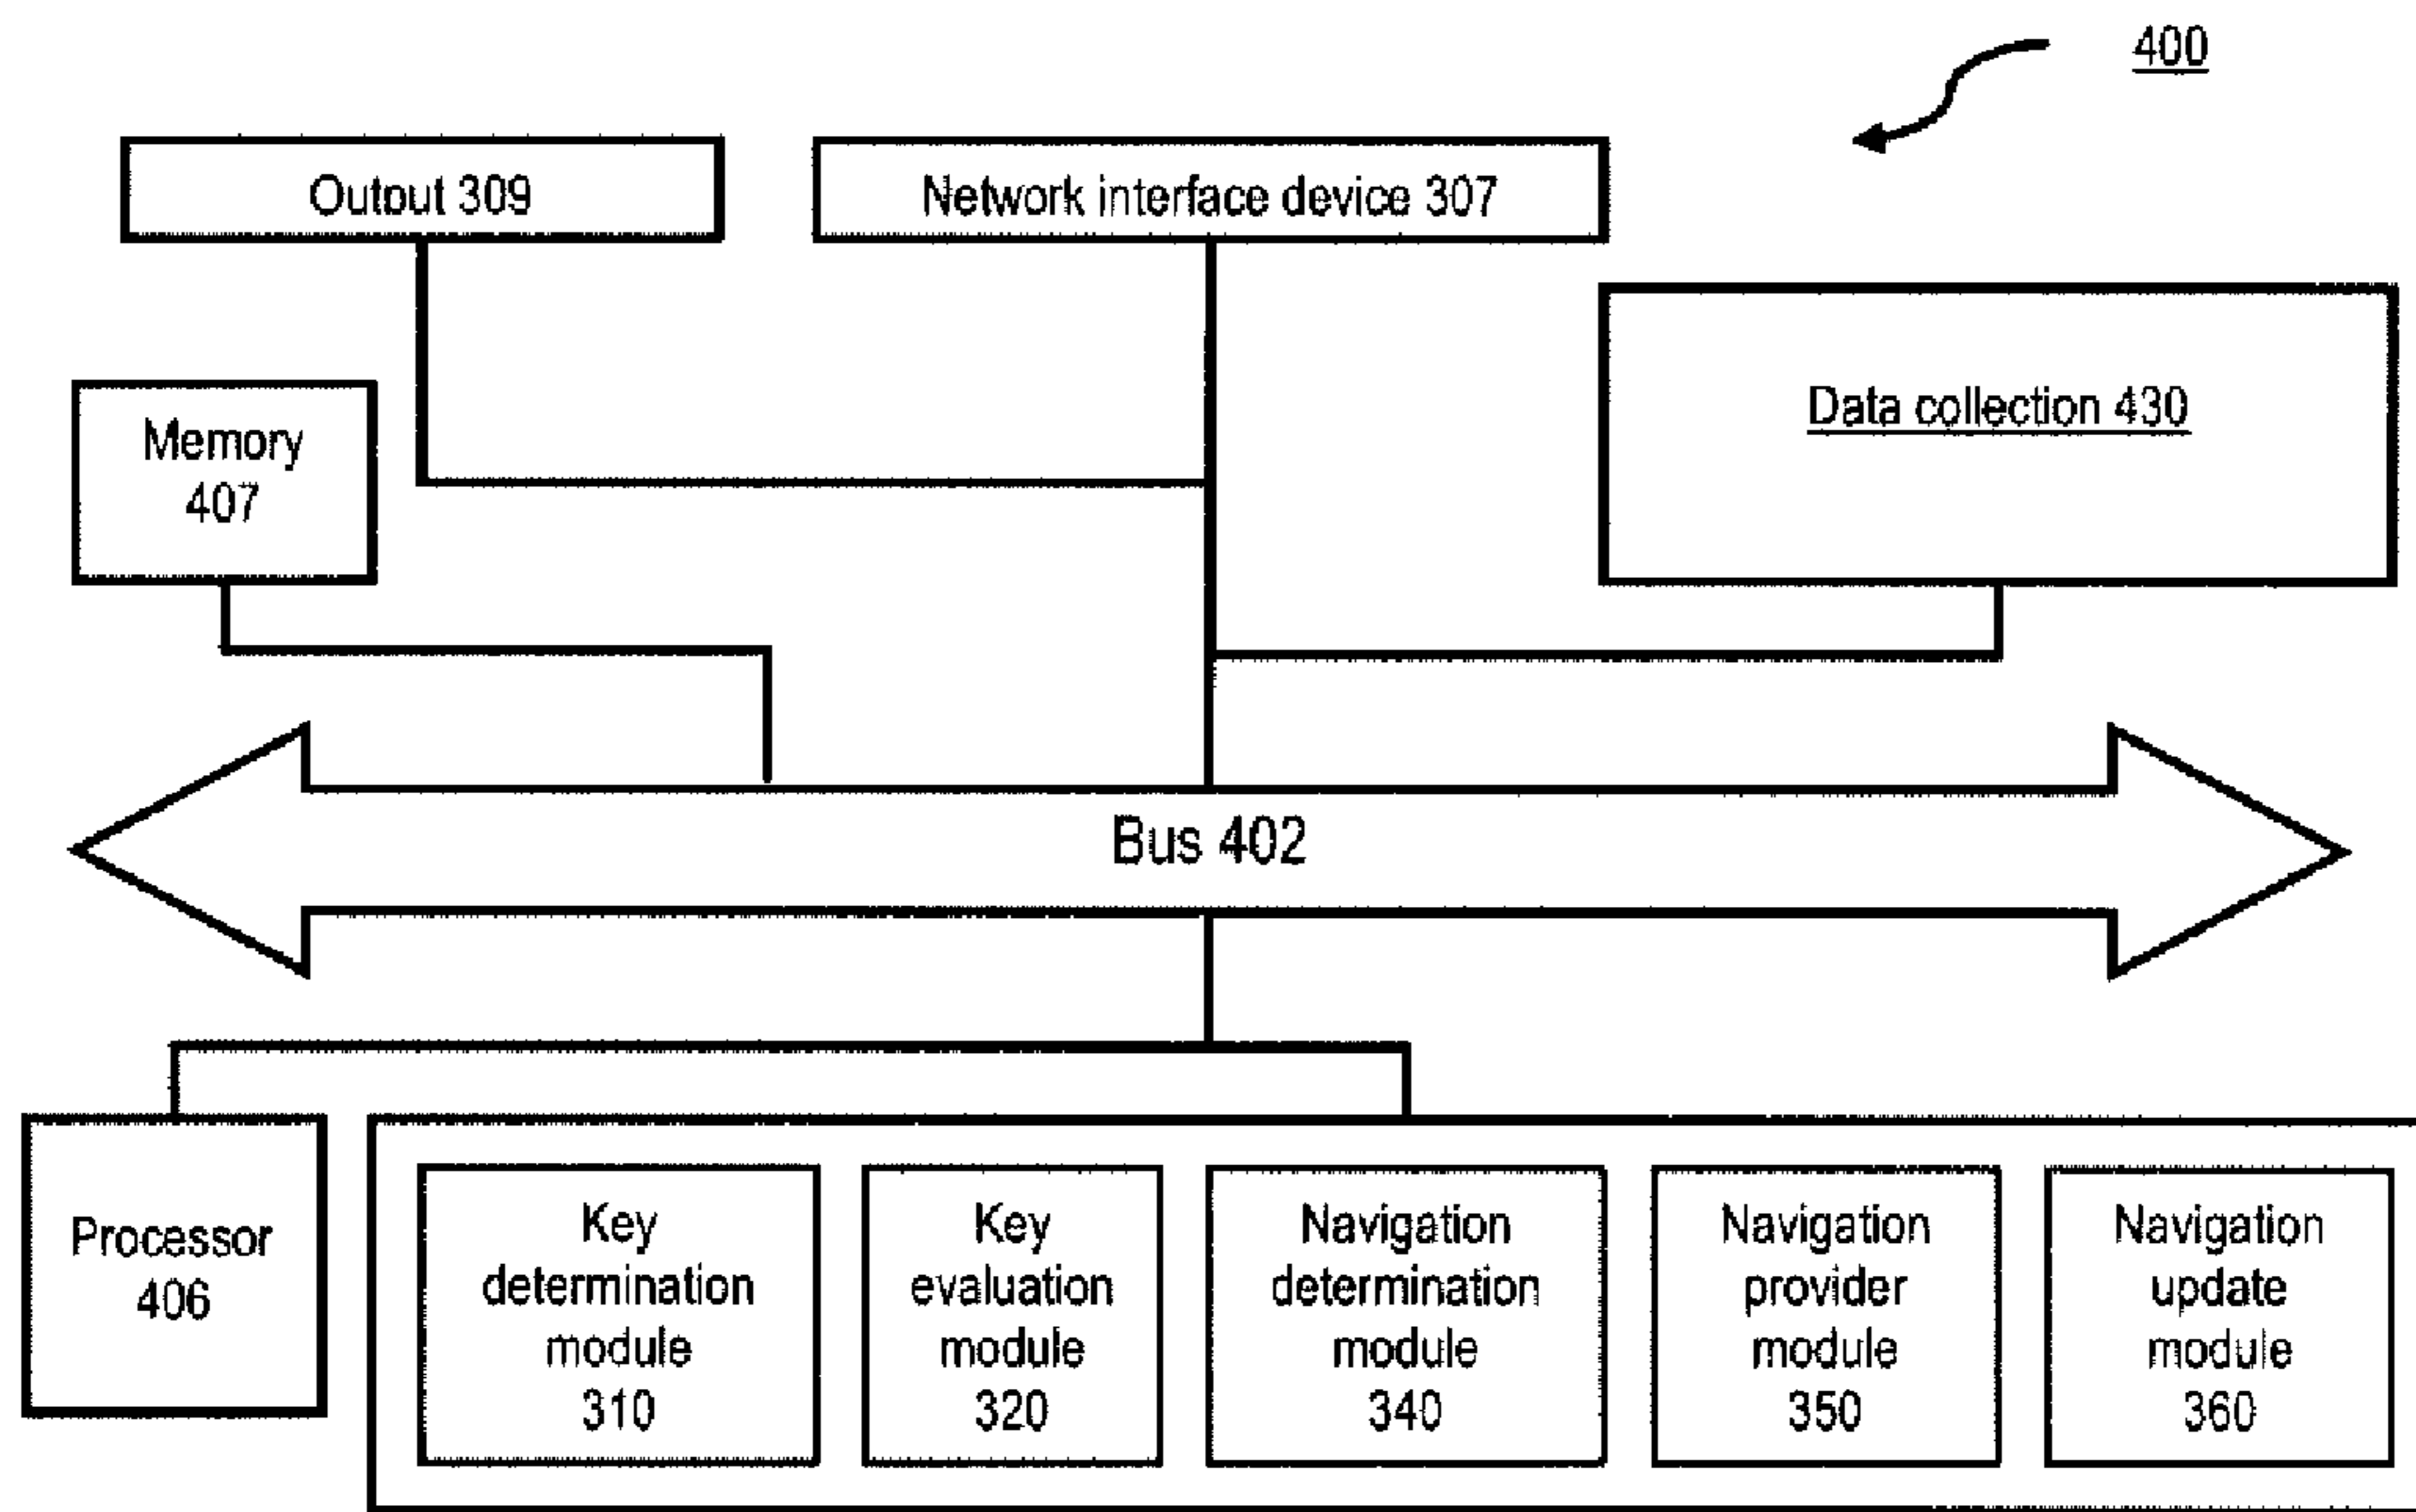 400
Output 309
Network interface device 307
Data collection 430
Memory
407
Bus 402
Processor
406
Key
determination
module
310
Key
evaluation
module
320
Navigation
determination
module
340
Navigation
provider
module
350
Navigation
update
module
360